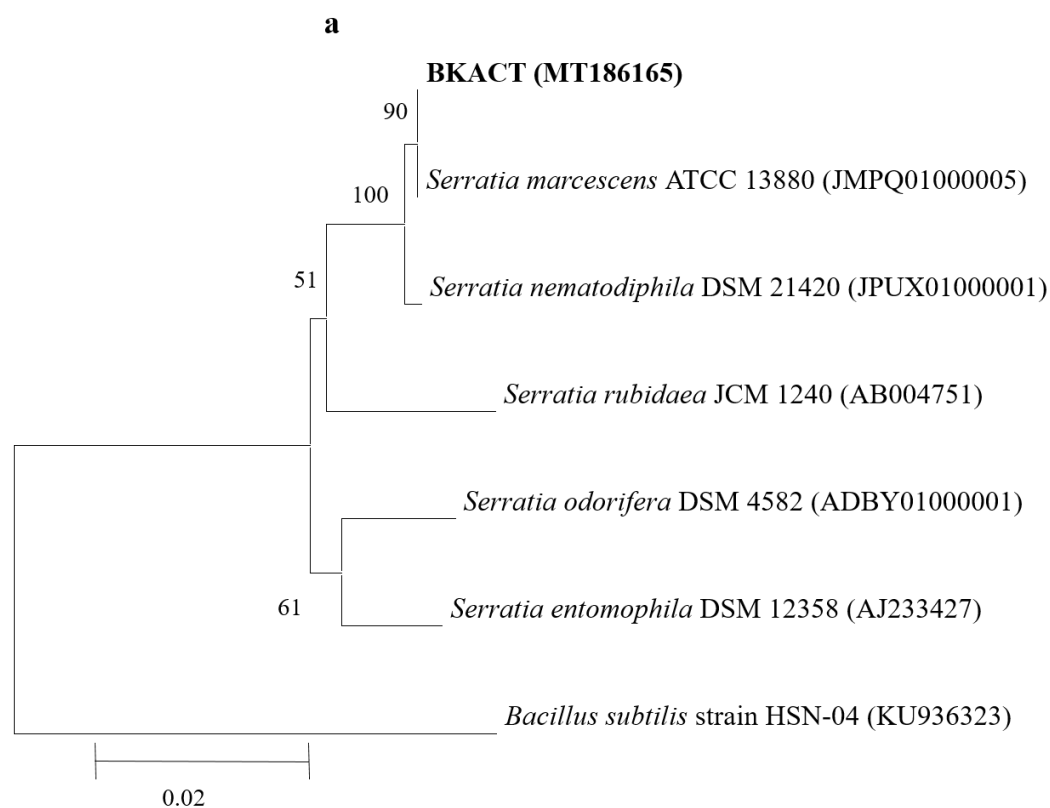 a
BKACT (MT186165)
90
Serratia marcescens ATCC 13880 (JMPQ01000005)
100
51
Serratia nematodiphila DSM 21420 (JPUX01000001)
Serratia rubidaea JCM 1240 (AB004751)
Serratia odorifera DSM 4582 (ADBY01000001)
61
Serratia entomophila DSM 12358 (AJ233427)
Bacillus subtilis strain HSN-04 (KU936323)
0.02